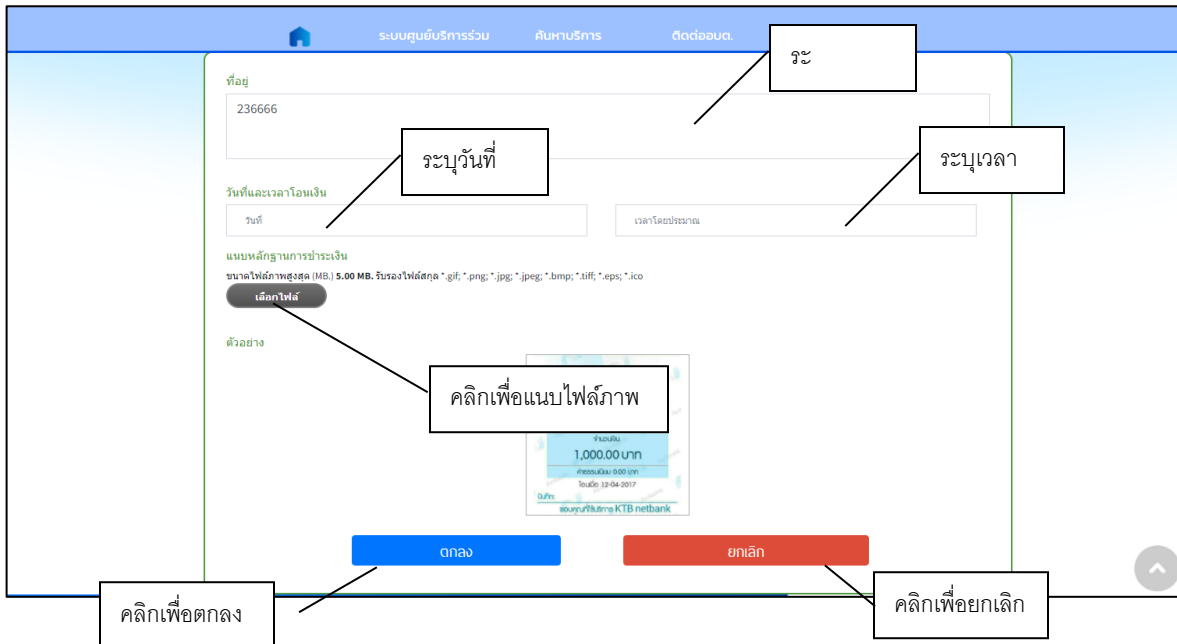 ระบบศูนย์บริการร่วม ค้นหาบริการ ติดต่ออบต.
ระ
ที่อยู่
236666
ระบุวันที่
ระบุเวลา
วันที่และเวลาโอนเงิน
วันที่ เวลาโดยประมาณ
แนบหลักฐานการชำระเงิน
ขนาดไฟล์ภาพสูงสุด (MB.) 5.00 MB. รับรองไฟล์สกุล *.gif; *.png; *.jpg; *.jpeg; *.bmp; *.tiff; *.eps; *.ico
เลือกไฟล์
ตัวอย่าง
คลิกเพื่อแนบไฟล์ภาพ
จำนวนเงิน
1,000.00 บาท
ค่าธรรมเนียม 0.00 บาท
โอนเมื่อ 12-04-2017
บันทึก:
ขอบคุณที่ใช้บริการ KTB netbank
ตกลง ยกเลิก
คลิกเพื่อตกลง
คลิกเพื่อยกเลิก